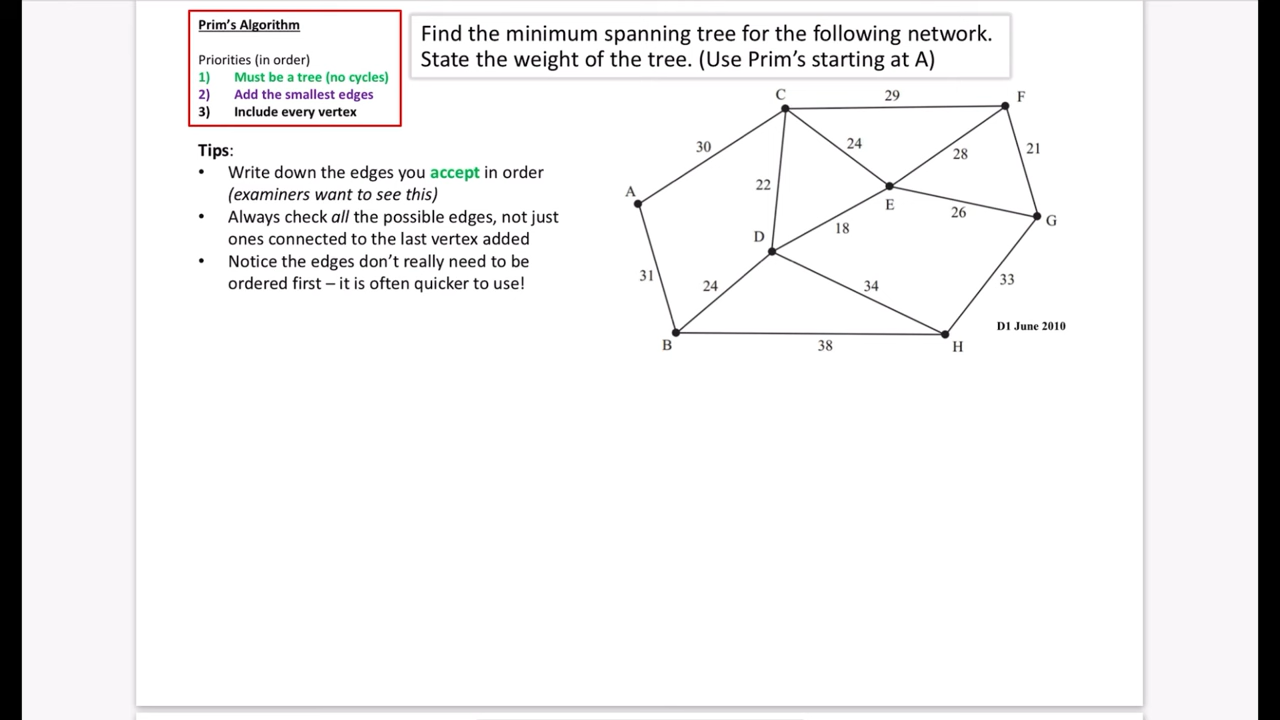 Prim's Algorithm
Priorities (in order)
1) Must be a tree (no cycles)
2) Add the smallest edges
3) Include every vertex
Find the minimum spanning tree for the following network.
State the weight of the tree. (Use Prim's starting at A)
Tips:
• Write down the edges you accept in order
(examiners want to see this)
• Always check all the possible edges, not just
ones connected to the last vertex added
• Notice the edges don't really need to be
ordered first – it is often quicker to use!
C
29
F
30
24
28
21
A
22
E
26
G
D
18
31
24
34
33
D1 June 2010
B
38
H